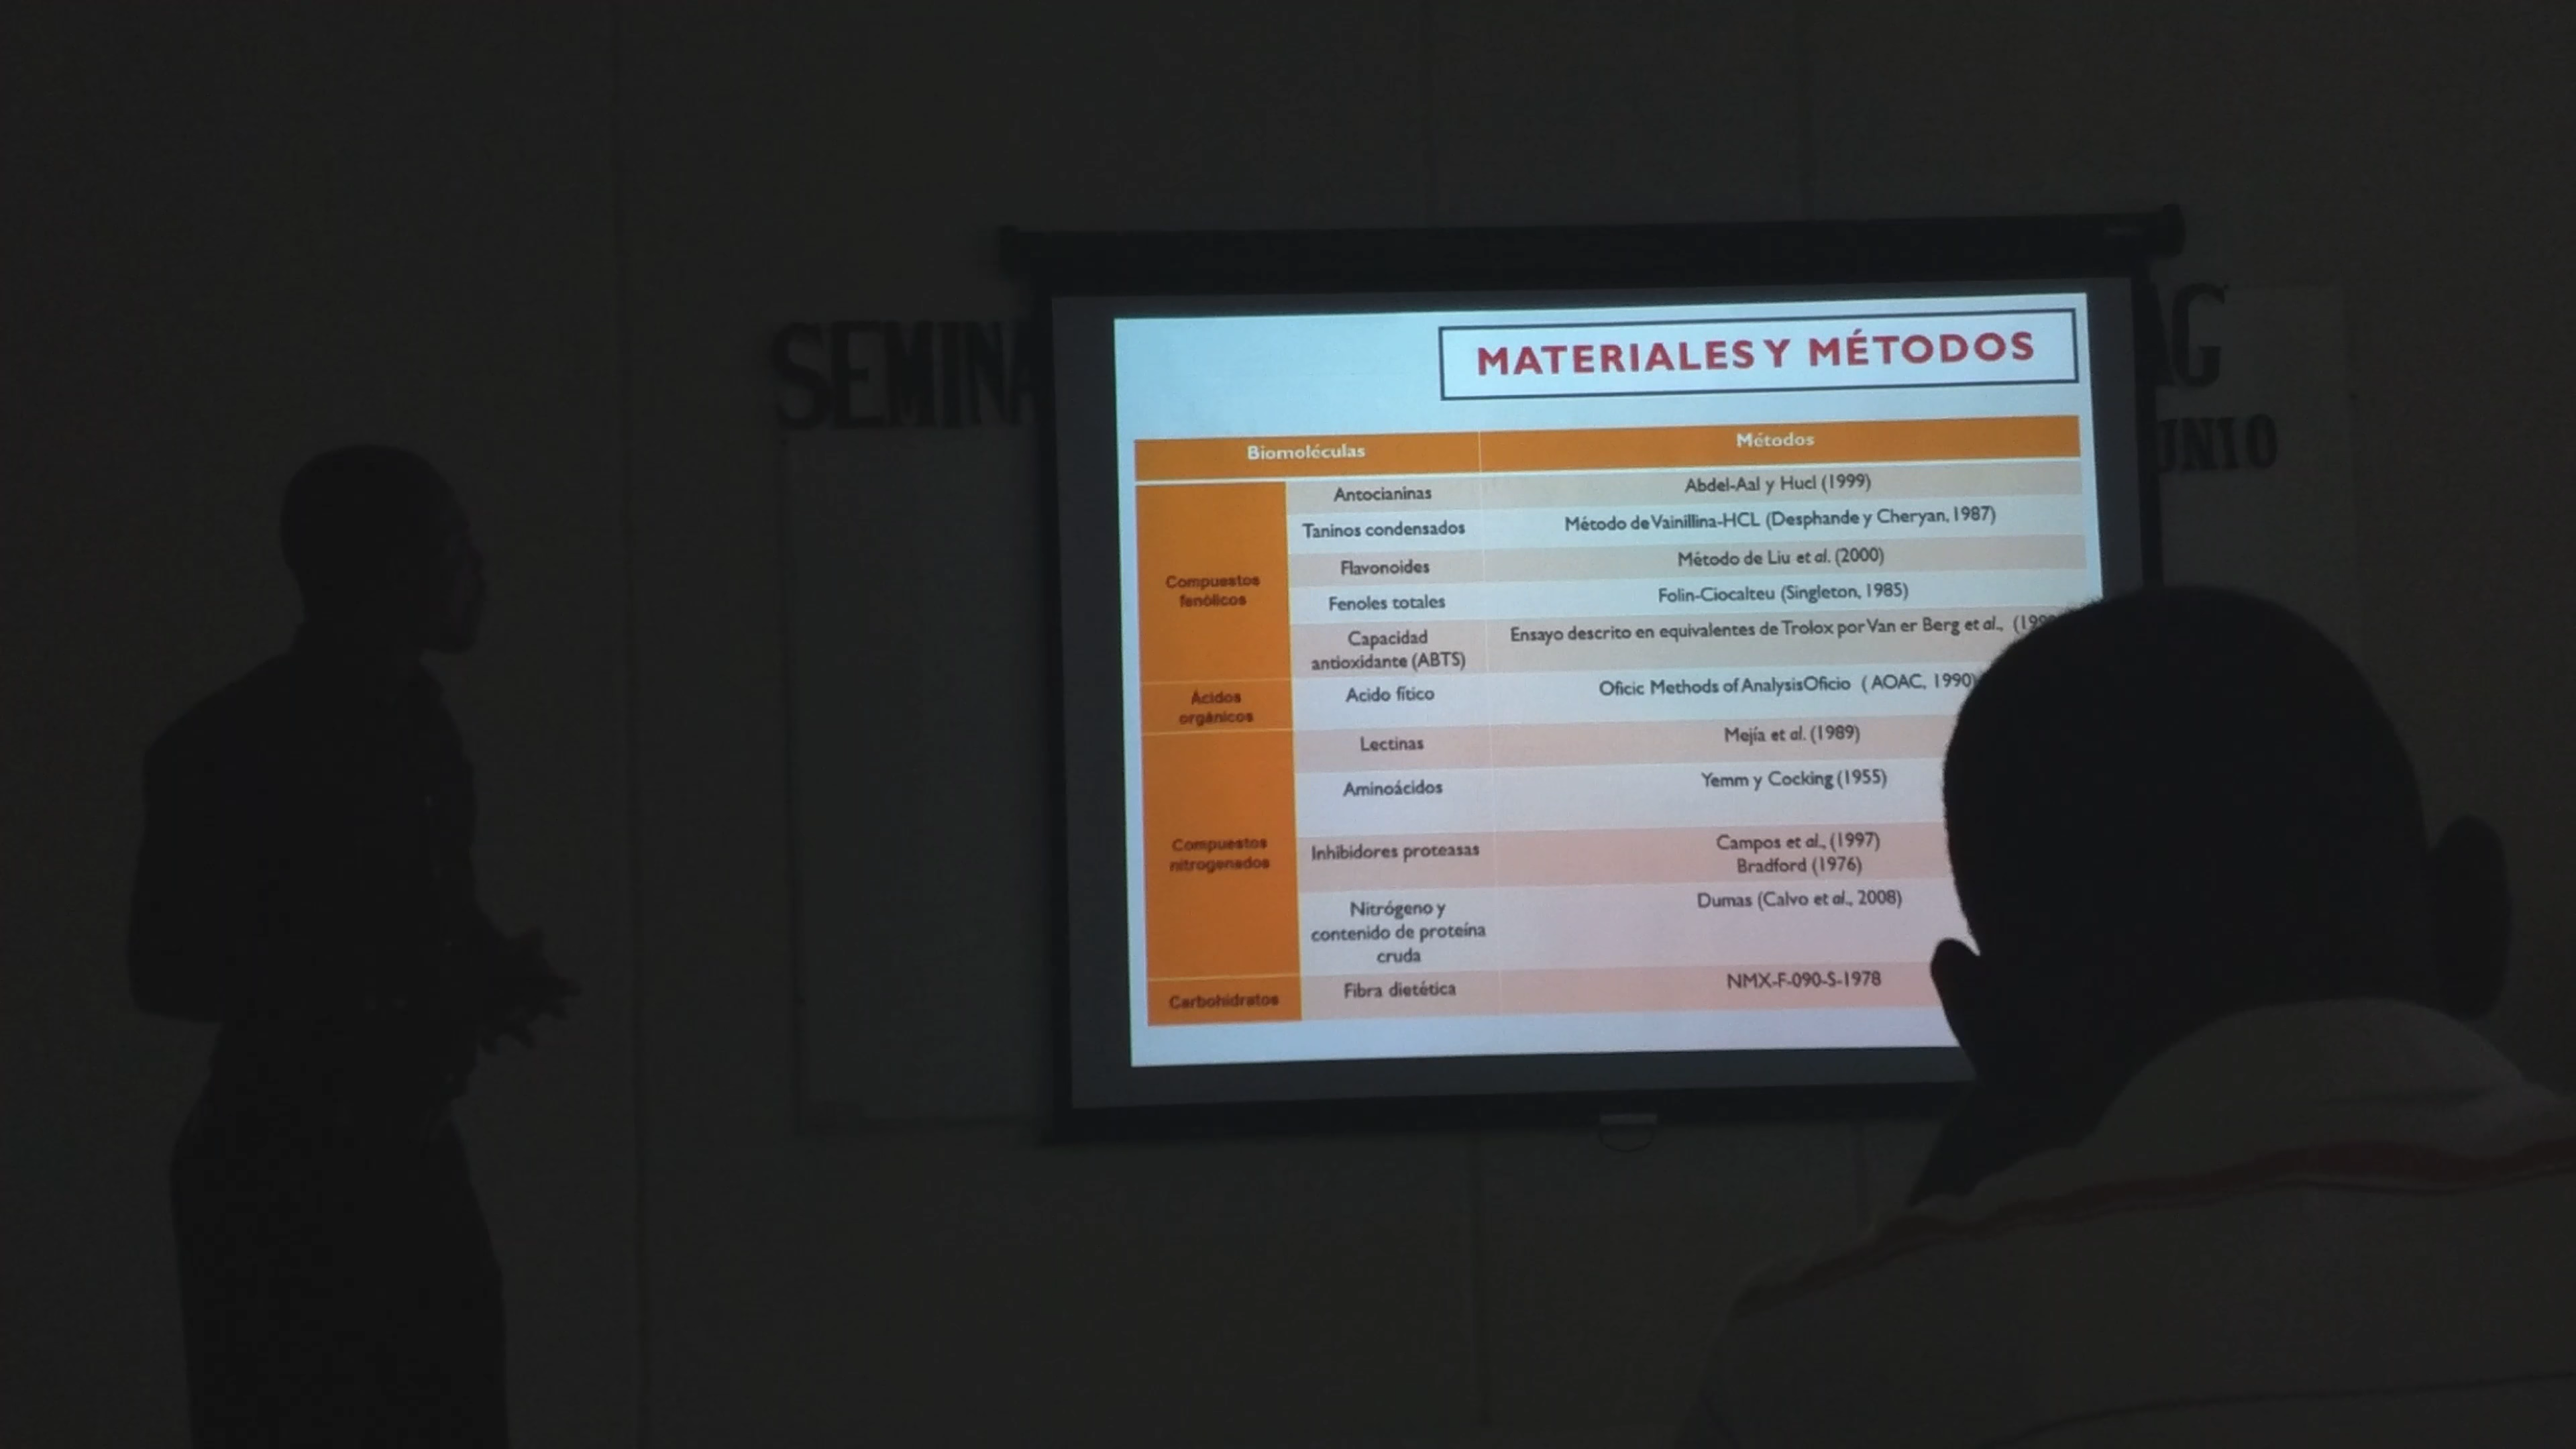 SEMINA
AG
UNIO
MATERIALES Y MÉTODOS
Biomoléculas
Métodos
Compuestos
fenólicos
Antocianinas
Abdel-Aal y Hucl (1999)
Taninos condensados
Método de Vainillina-HCL (Desphande y Cheryan, 1987)
Flavonoides
Método de Liu et al. (2000)
Fenoles totales
Folin-Ciocalteu (Singleton, 1985)
Capacidad
antioxidante (ABTS)
Ensayo descrito en equivalentes de Trolox por Van er Berg et al.,
Ácidos
orgánicos
Acido fítico
Oficic Methods of AnalysisOficio ( AOAC, 1990)
Compuestos
nitrogenados
Lectinas
Mejía et al. (1989)
Aminoácidos
Yemm y Cocking (1955)
Inhibidores proteasas
Campos et al., (1997)
Bradford (1976)
Nitrógeno y
contenido de proteína
cruda
Dumas (Calvo et al., 2008)
Carbohidratos
Fibra dietética
NMX-F-090-S-1978